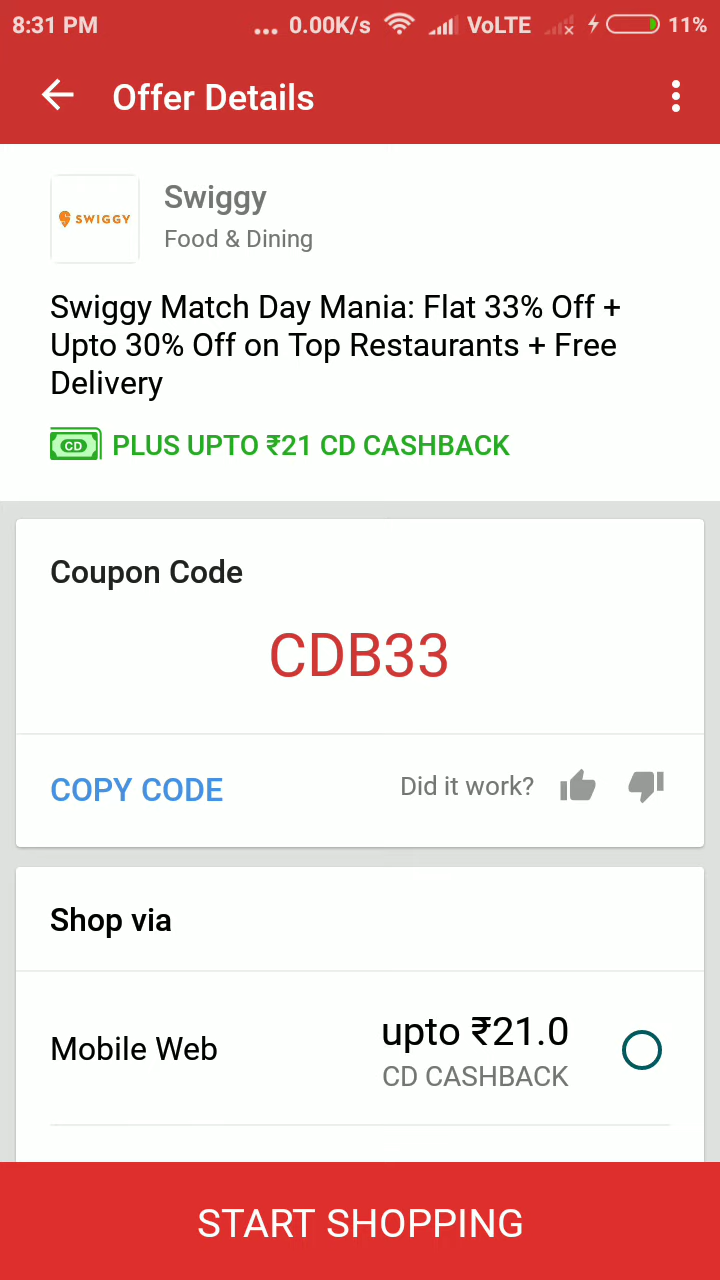 8:31 PM ... 0.00K/s VoLTE 11%
Offer Details
SWIGGY
Swiggy
Food & Dining
Swiggy Match Day Mania: Flat 33% Off +
Upto 30% Off on Top Restaurants + Free
Delivery
CD PLUS UPTO ₹21 CD CASHBACK
Coupon Code
CDB33
COPY CODE Did it work?
Shop via
Mobile Web upto ₹21.0
CD CASHBACK
START SHOPPING